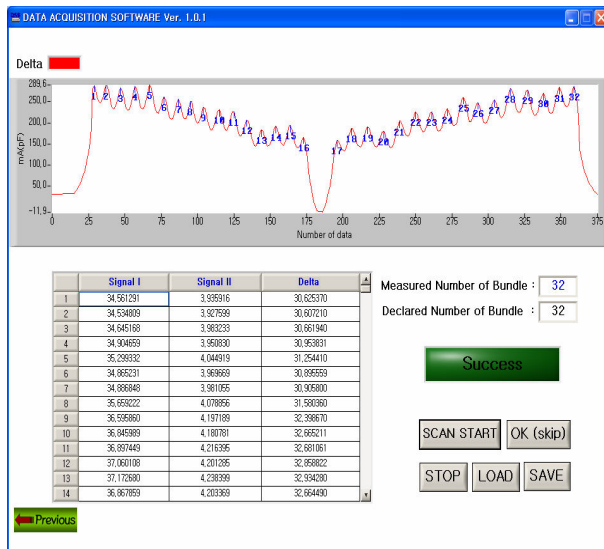 DATA ACQUISITION SOFTWARE Ver. 1.0.1
Delta
mA(pF)
289,6
250,0
200,0
150,0
100,0
50,0
-11,9
1 2 3 4 5 6 7 8 9 10 11 12 13 14 15 16 17 18 19 20 21 22 23 24 25 26 27 28 29 30 31 32
0 25 50 75 100 125 150 175 200 225 250 275 300 325 350 375
Number of data
Signal I Signal II Delta
1 34,561291 3,935916 30,625370
2 34,534809 3,927599 30,607210
3 34,645168 3,983233 30,661940
4 34,904659 3,950830 30,953831
5 35,299332 4,044919 31,254410
6 34,865231 3,969669 30,895559
7 34,886848 3,981055 30,905800
8 35,659222 4,078856 31,580360
9 36,595860 4,197189 32,398670
10 36,845989 4,180781 32,665211
11 36,897449 4,216395 32,681061
12 37,060108 4,201285 32,858822
13 37,172680 4,238399 32,934280
14 36,867859 4,203369 32,664490
Measured Number of Bundle : 32
Declared Number of Bundle : 32
Success
SCAN START OK (skip)
STOP LOAD SAVE
Previous